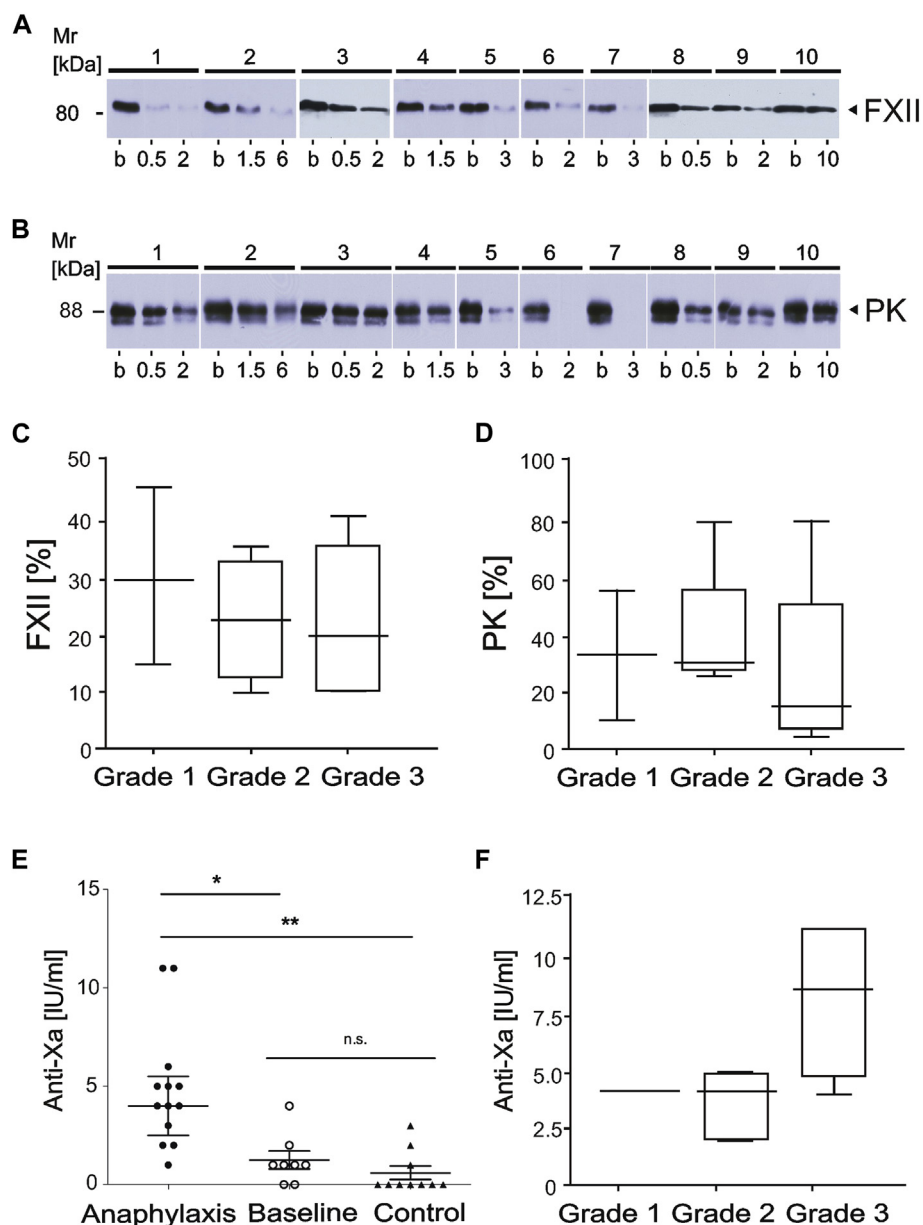 A
Mr
[kDa]
1 2 3 4 5 6 7 8 9 10
80 – ◄ FXII
b 0.5 2 b 1.5 6 b 0.5 2 b 1.5 b 3 b 2 b 3 b 0.5 b 2 b 10
B
Mr
[kDa]
1 2 3 4 5 6 7 8 9 10
88 – ◄ PK
b 0.5 2 b 1.5 6 b 0.5 2 b 1.5 b 3 b 2 b 3 b 0.5 b 2 b 10
C
FXII [%]
50
40
30
20
10
0
Grade 1 Grade 2 Grade 3
D
PK [%]
100
80
60
40
20
0
Grade 1 Grade 2 Grade 3
E
Anti-Xa [IU/ml]
15
10
5
0
*
**
n.s.
Anaphylaxis Baseline Control
F
Anti-Xa [IU/ml]
12.5
10
7.5
5.0
2.5
0
Grade 1 Grade 2 Grade 3